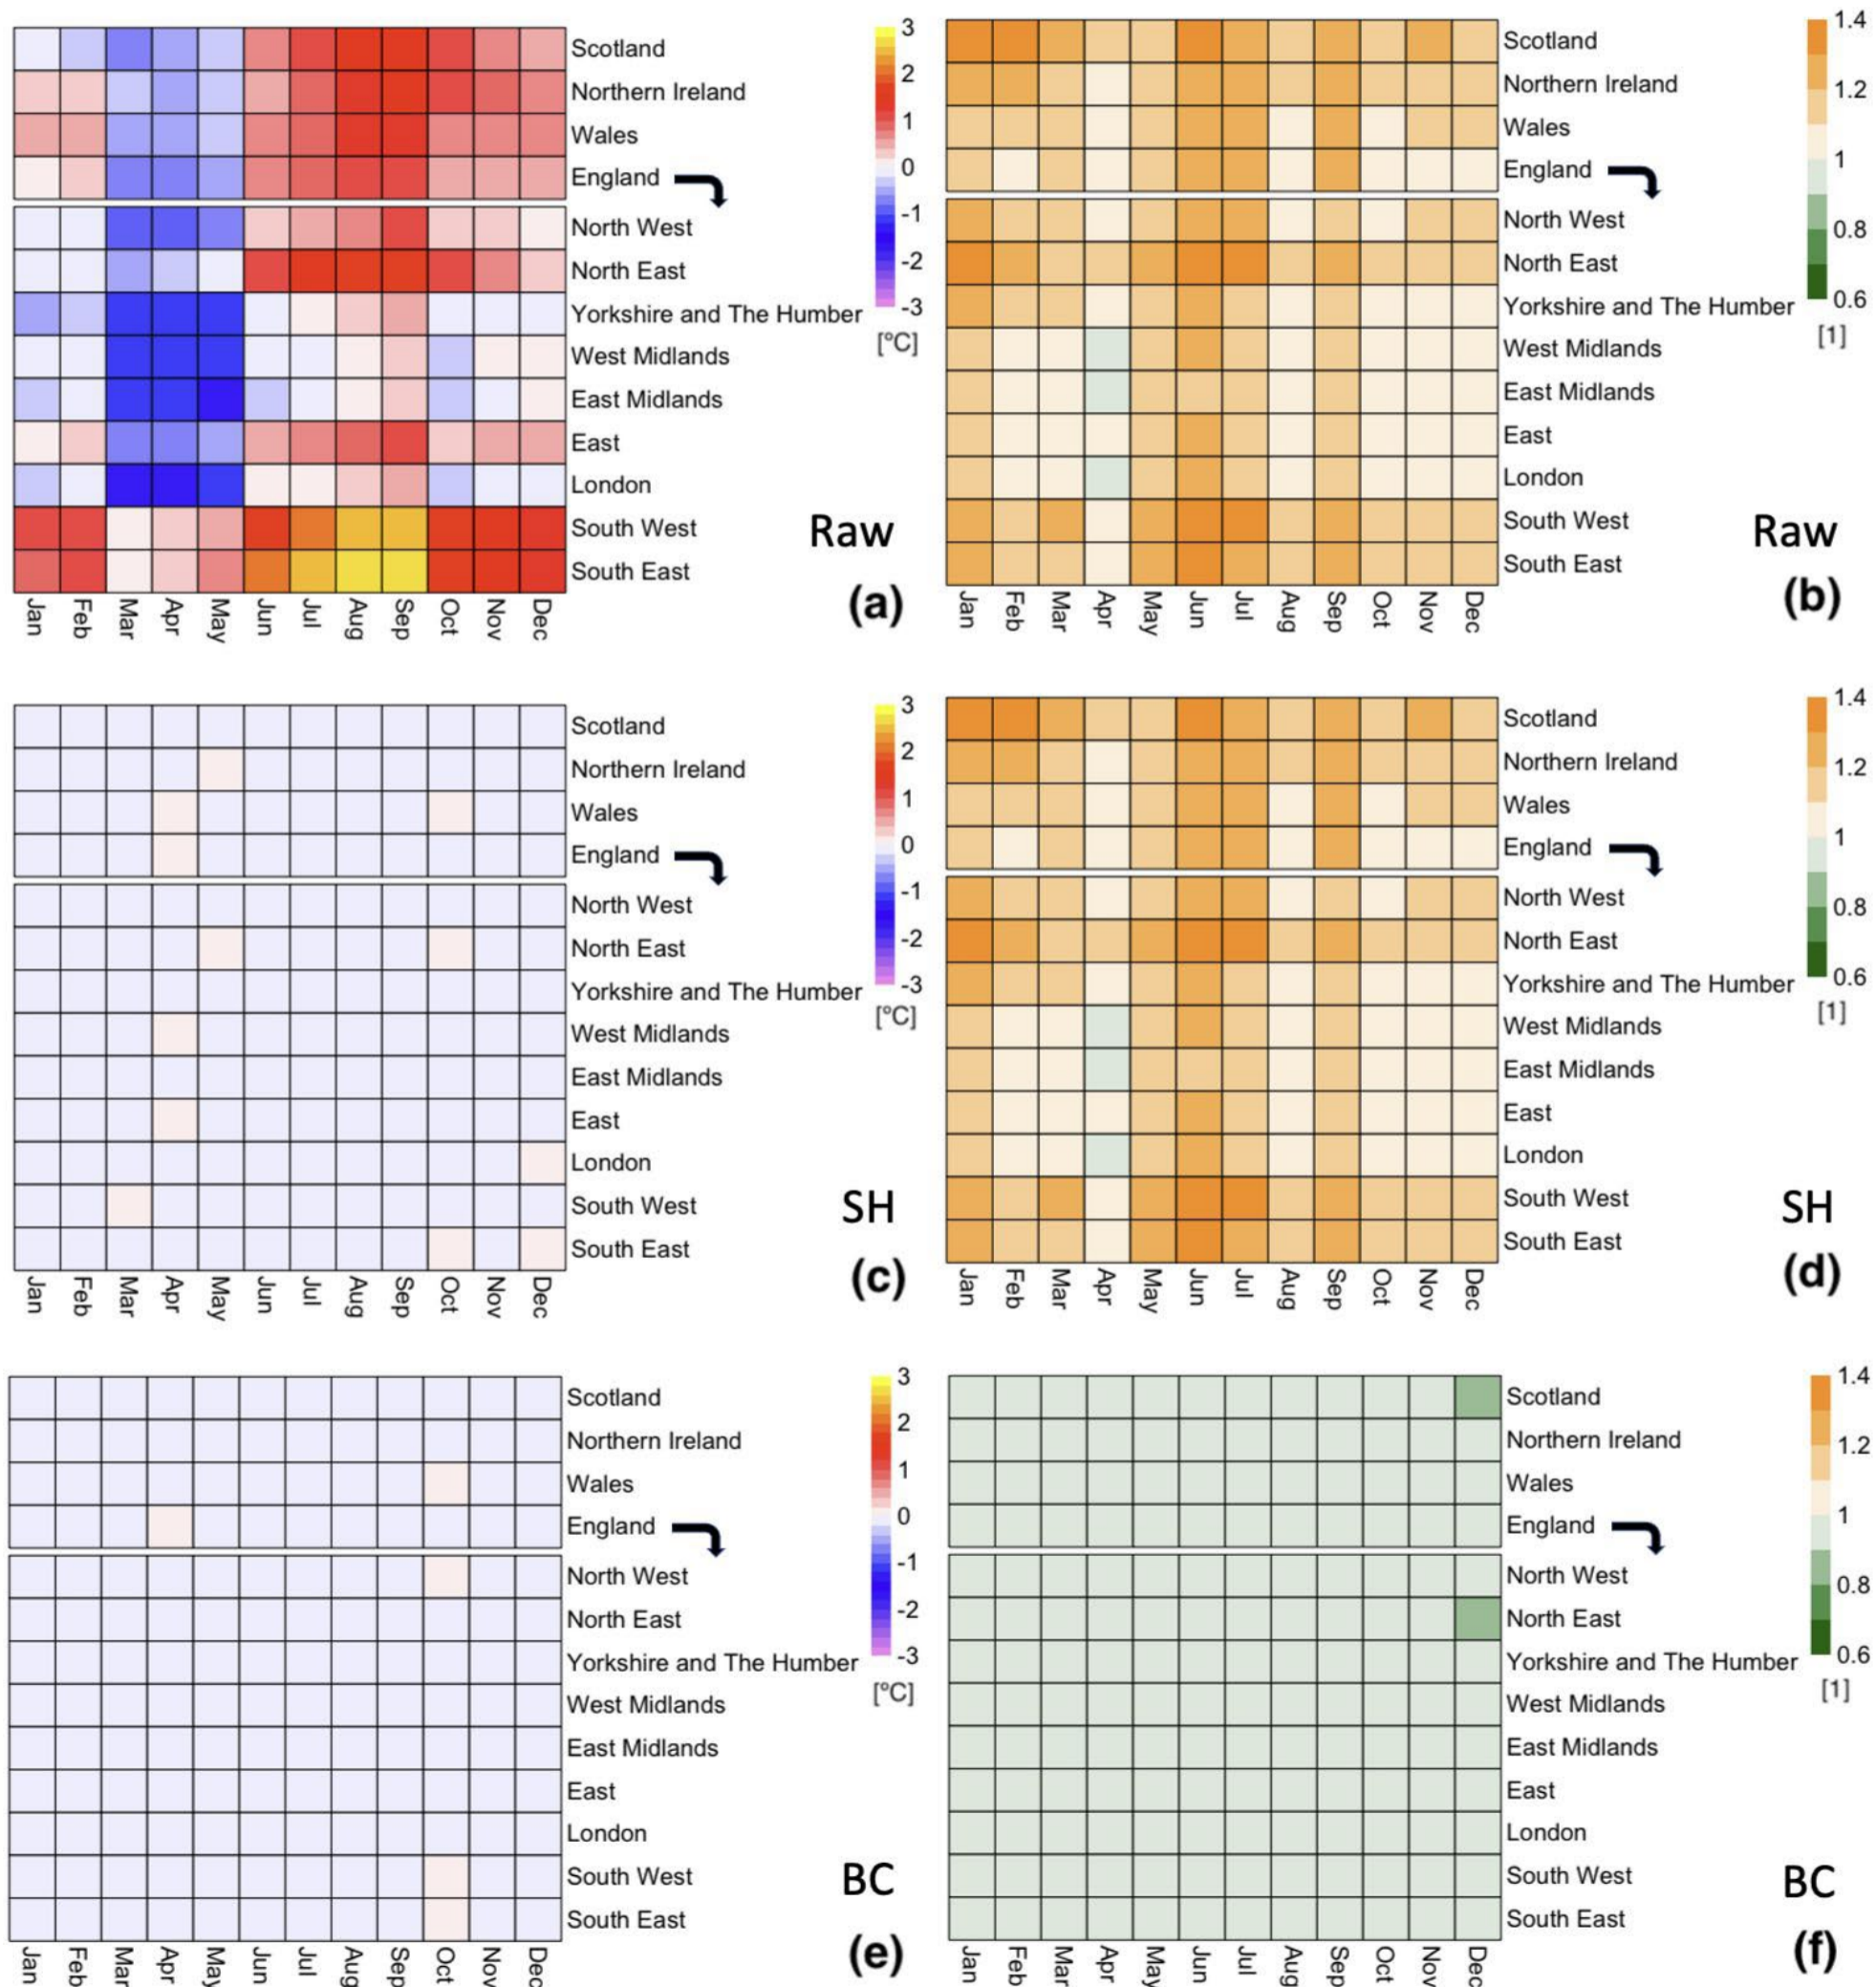 Scotland
Northern Ireland
Wales
England
North West
North East
Yorkshire and The Humber
West Midlands
East Midlands
East
London
South West
South East
Jan Feb Mar Apr May Jun Jul Aug Sep Oct Nov Dec
3
2
1
0
-1
-2
-3
[°C]
Raw
(a)
Scotland
Northern Ireland
Wales
England
North West
North East
Yorkshire and The Humber
West Midlands
East Midlands
East
London
South West
South East
Jan Feb Mar Apr May Jun Jul Aug Sep Oct Nov Dec
1.4
1.2
1
0.8
0.6
[1]
Raw
(b)
Scotland
Northern Ireland
Wales
England
North West
North East
Yorkshire and The Humber
West Midlands
East Midlands
East
London
South West
South East
Jan Feb Mar Apr May Jun Jul Aug Sep Oct Nov Dec
3
2
1
0
-1
-2
-3
[°C]
SH
(c)
Scotland
Northern Ireland
Wales
England
North West
North East
Yorkshire and The Humber
West Midlands
East Midlands
East
London
South West
South East
Jan Feb Mar Apr May Jun Jul Aug Sep Oct Nov Dec
1.4
1.2
1
0.8
0.6
[1]
SH
(d)
Scotland
Northern Ireland
Wales
England
North West
North East
Yorkshire and The Humber
West Midlands
East Midlands
East
London
South West
South East
Jan Feb Mar Apr May Jun Jul Aug Sep Oct Nov Dec
3
2
1
0
-1
-2
-3
[°C]
BC
(e)
Scotland
Northern Ireland
Wales
England
North West
North East
Yorkshire and The Humber
West Midlands
East Midlands
East
London
South West
South East
Jan Feb Mar Apr May Jun Jul Aug Sep Oct Nov Dec
1.4
1.2
1
0.8
0.6
[1]
BC
(f)